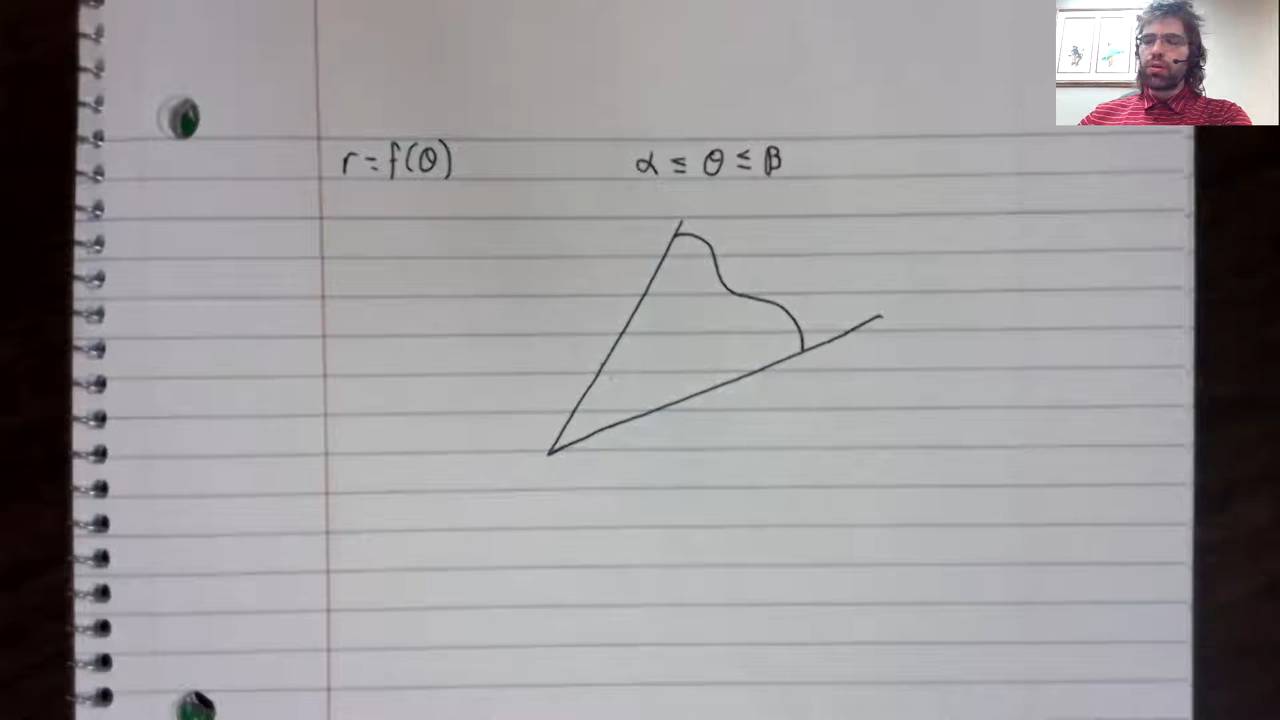 r = f(θ) α ≤ θ ≤ β